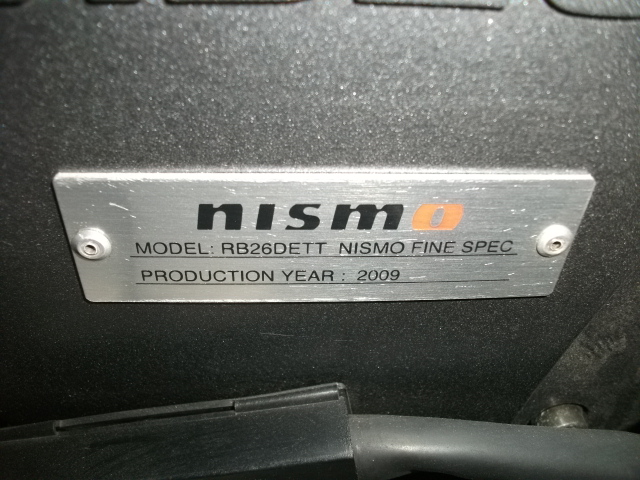 nismo
MODEL: RB26DETT NISMO FINE SPEC
PRODUCTION YEAR : 2009